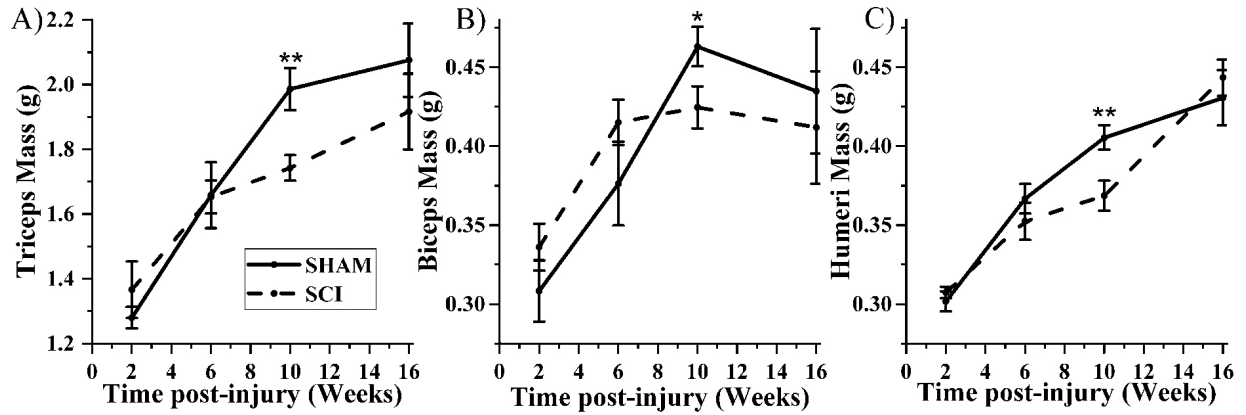 A)
2.2
2.0
1.8
1.6
1.4
1.2
Triceps Mass (g)
**
SHAM
SCI
0 2 4 6 8 10 12 14 16
Time post-injury (Weeks)
B)
0.45
0.40
0.35
0.30
Biceps Mass (g)
*
0 2 4 6 8 10 12 14 16
Time post-injury (Weeks)
C)
0.45
0.40
0.35
0.30
Humeri Mass (g)
**
0 2 4 6 8 10 12 14 16
Time post-injury (Weeks)